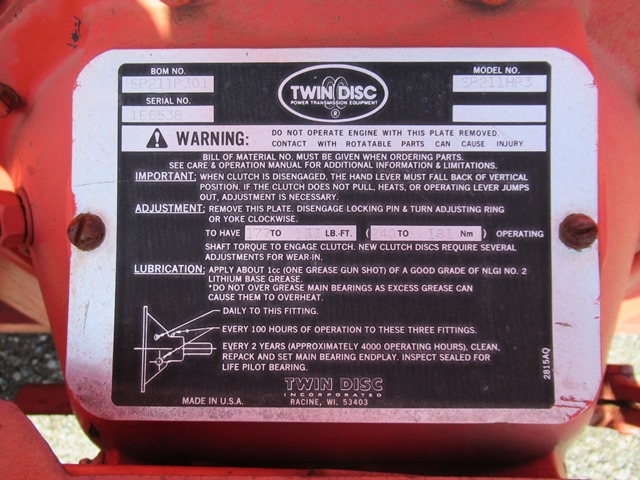 BOM NO.
SP211P301
TWIN DISC
POWER TRANSMISSION EQUIPMENT
®
MODEL NO.
SP211HP3
SERIAL NO.
1E6538
WARNING: DO NOT OPERATE ENGINE WITH THIS PLATE REMOVED.
CONTACT WITH ROTATABLE PARTS CAN CAUSE INJURY
BILL OF MATERIAL NO. MUST BE GIVEN WHEN ORDERING PARTS.
SEE CARE & OPERATION MANUAL FOR ADDITIONAL INFORMATION & LIMITATIONS.
IMPORTANT: WHEN CLUTCH IS DISENGAGED, THE HAND LEVER MUST FALL BACK OF VERTICAL
POSITION. IF THE CLUTCH DOES NOT PULL, HEATS, OR OPERATING LEVER JUMPS
OUT, ADJUSTMENT IS NECESSARY.
ADJUSTMENT: REMOVE THIS PLATE. DISENGAGE LOCKING PIN & TURN ADJUSTING RING
OR YOKE CLOCKWISE.
TO HAVE TO LB.-FT. ( TO 181 Nm ) OPERATING
SHAFT TORQUE TO ENGAGE CLUTCH. NEW CLUTCH DISCS REQUIRE SEVERAL
ADJUSTMENTS FOR WEAR-IN.
LUBRICATION: APPLY ABOUT 1cc (ONE GREASE GUN SHOT) OF A GOOD GRADE OF NLGI NO. 2
LITHIUM BASE GREASE.
*DO NOT OVER GREASE MAIN BEARINGS AS EXCESS GREASE CAN
CAUSE THEM TO OVERHEAT.
DAILY TO THIS FITTING.
EVERY 100 HOURS OF OPERATION TO THESE THREE FITTINGS.
EVERY 2 YEARS (APPROXIMATELY 4000 OPERATING HOURS), CLEAN,
REPACK AND SET MAIN BEARING ENDPLAY. INSPECT SEALED FOR
LIFE PILOT BEARING.
TWIN DISC
INCORPORATED
MADE IN U.S.A. RACINE, WI. 53403
2815AQ